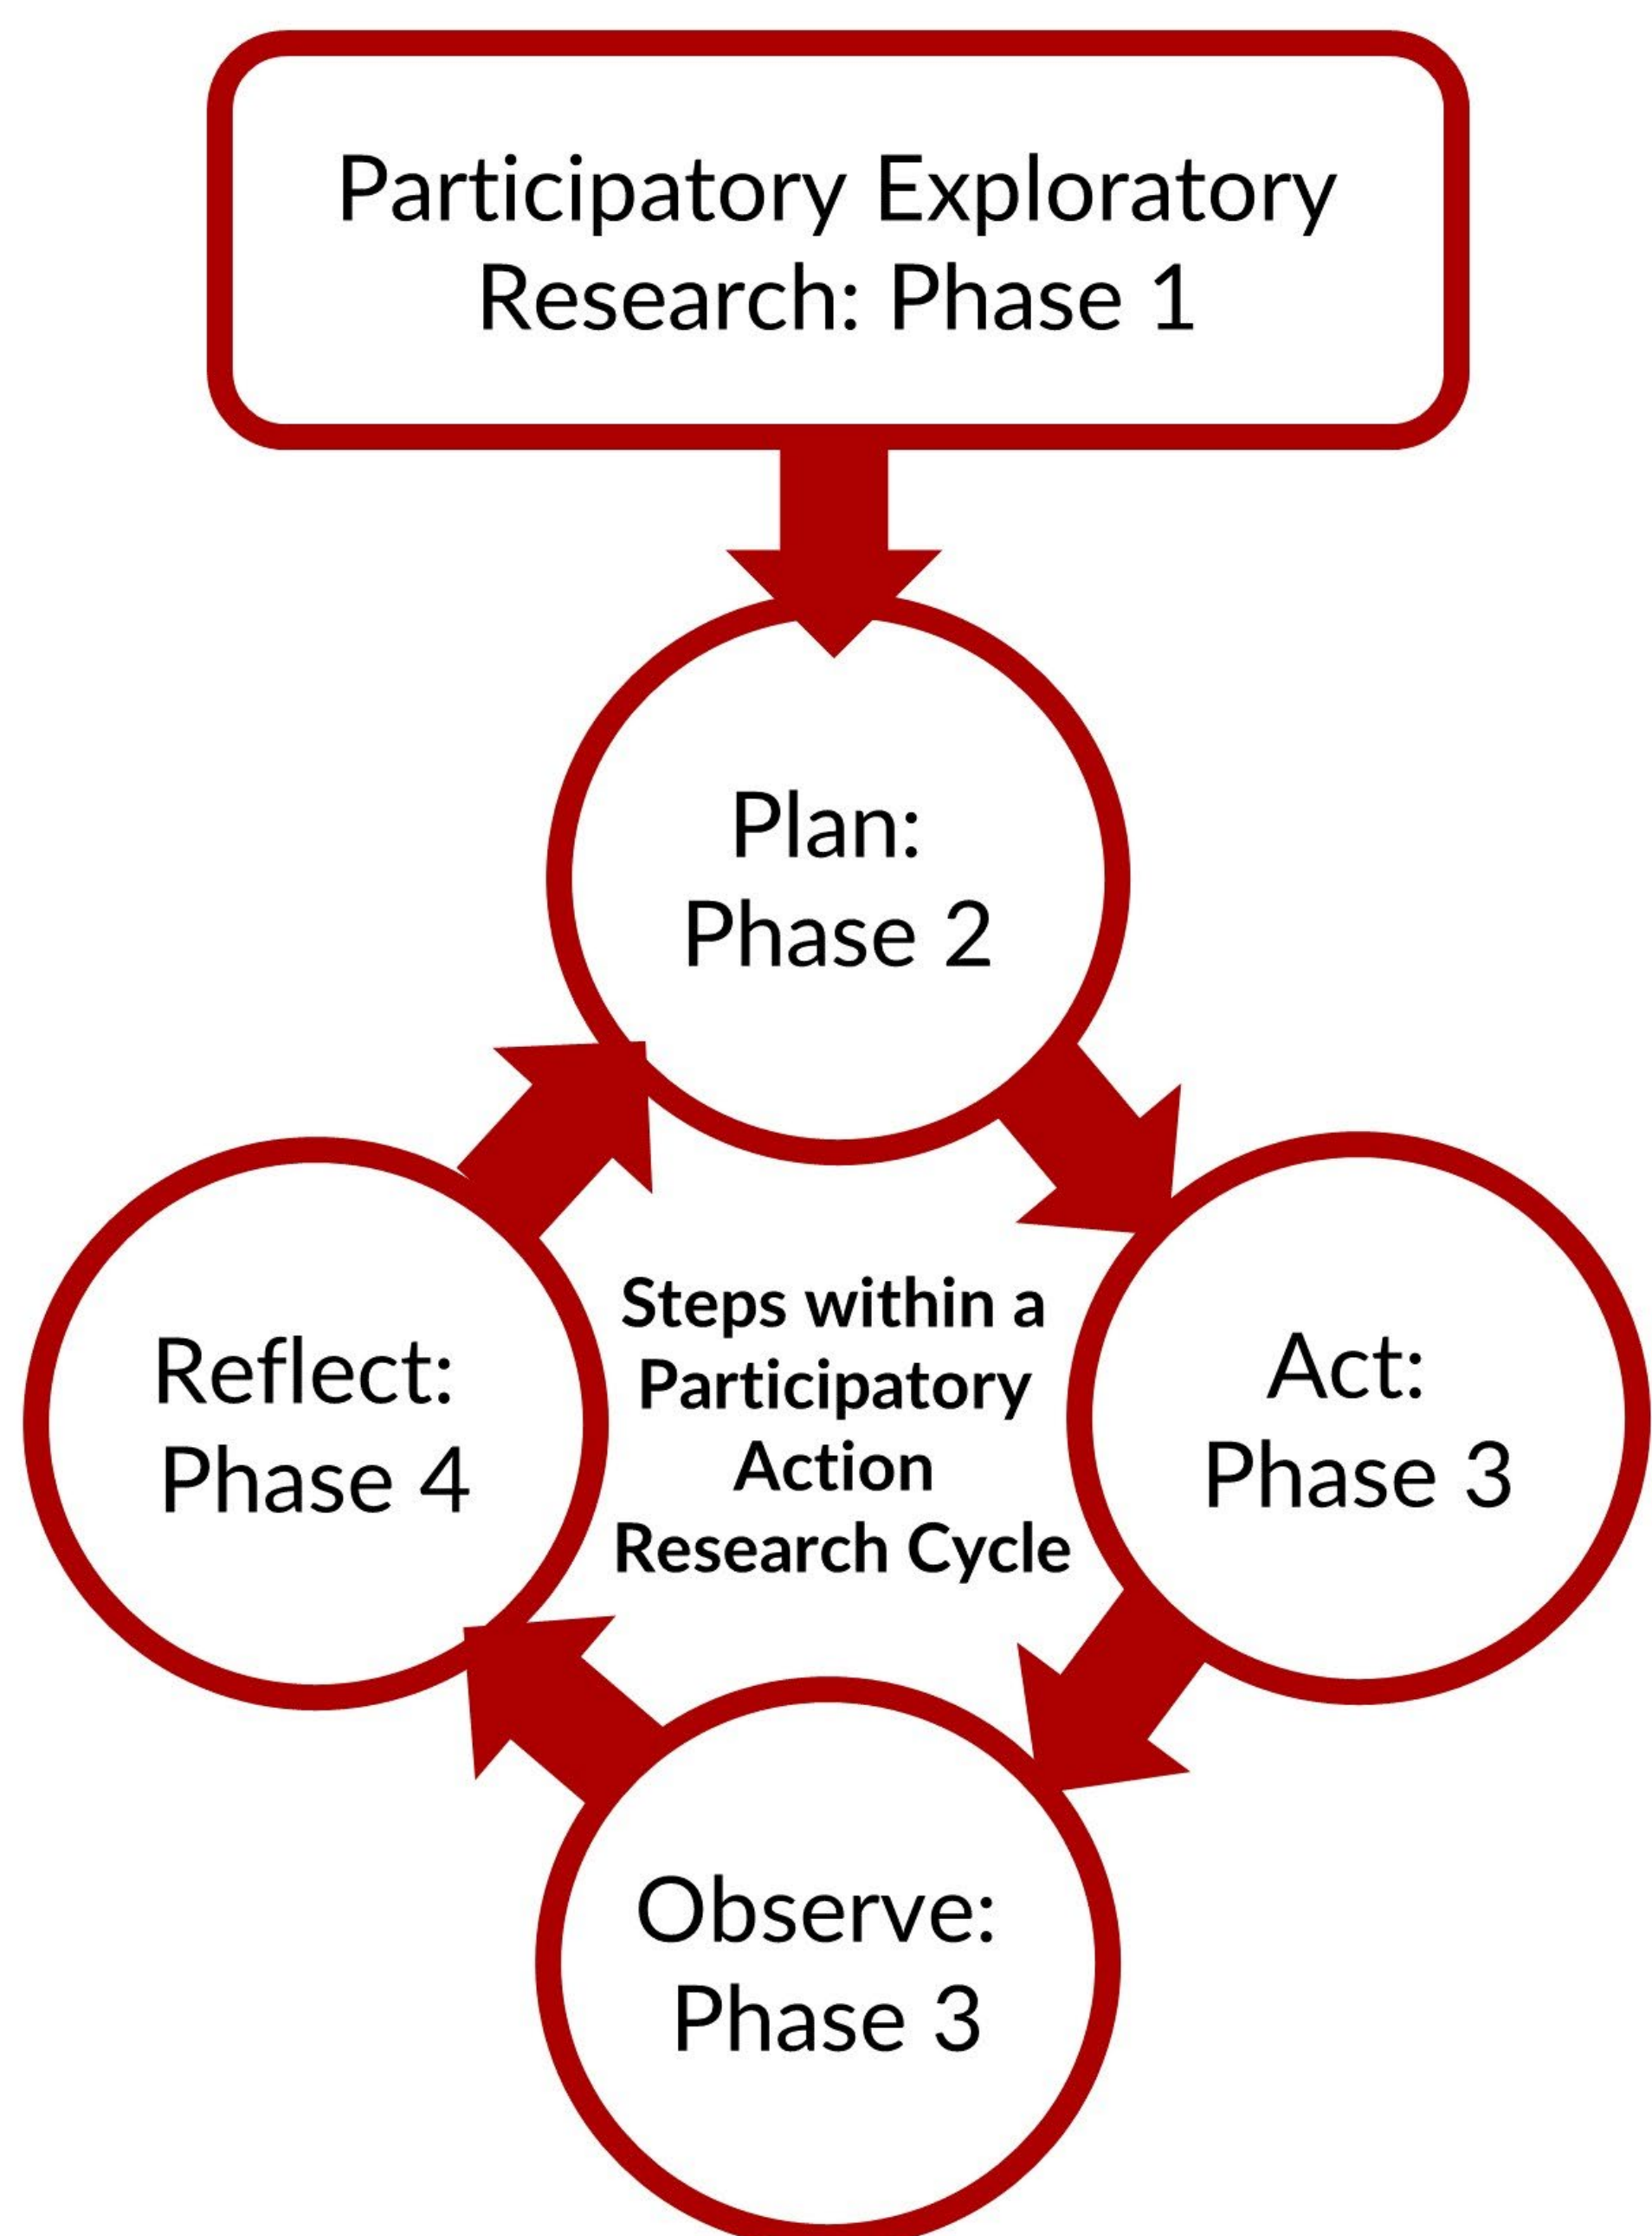 Participatory Exploratory
Research: Phase 1
Plan:
Phase 2
Act:
Phase 3
Observe:
Phase 3
Reflect:
Phase 4
Steps within a
Participatory
Action
Research Cycle